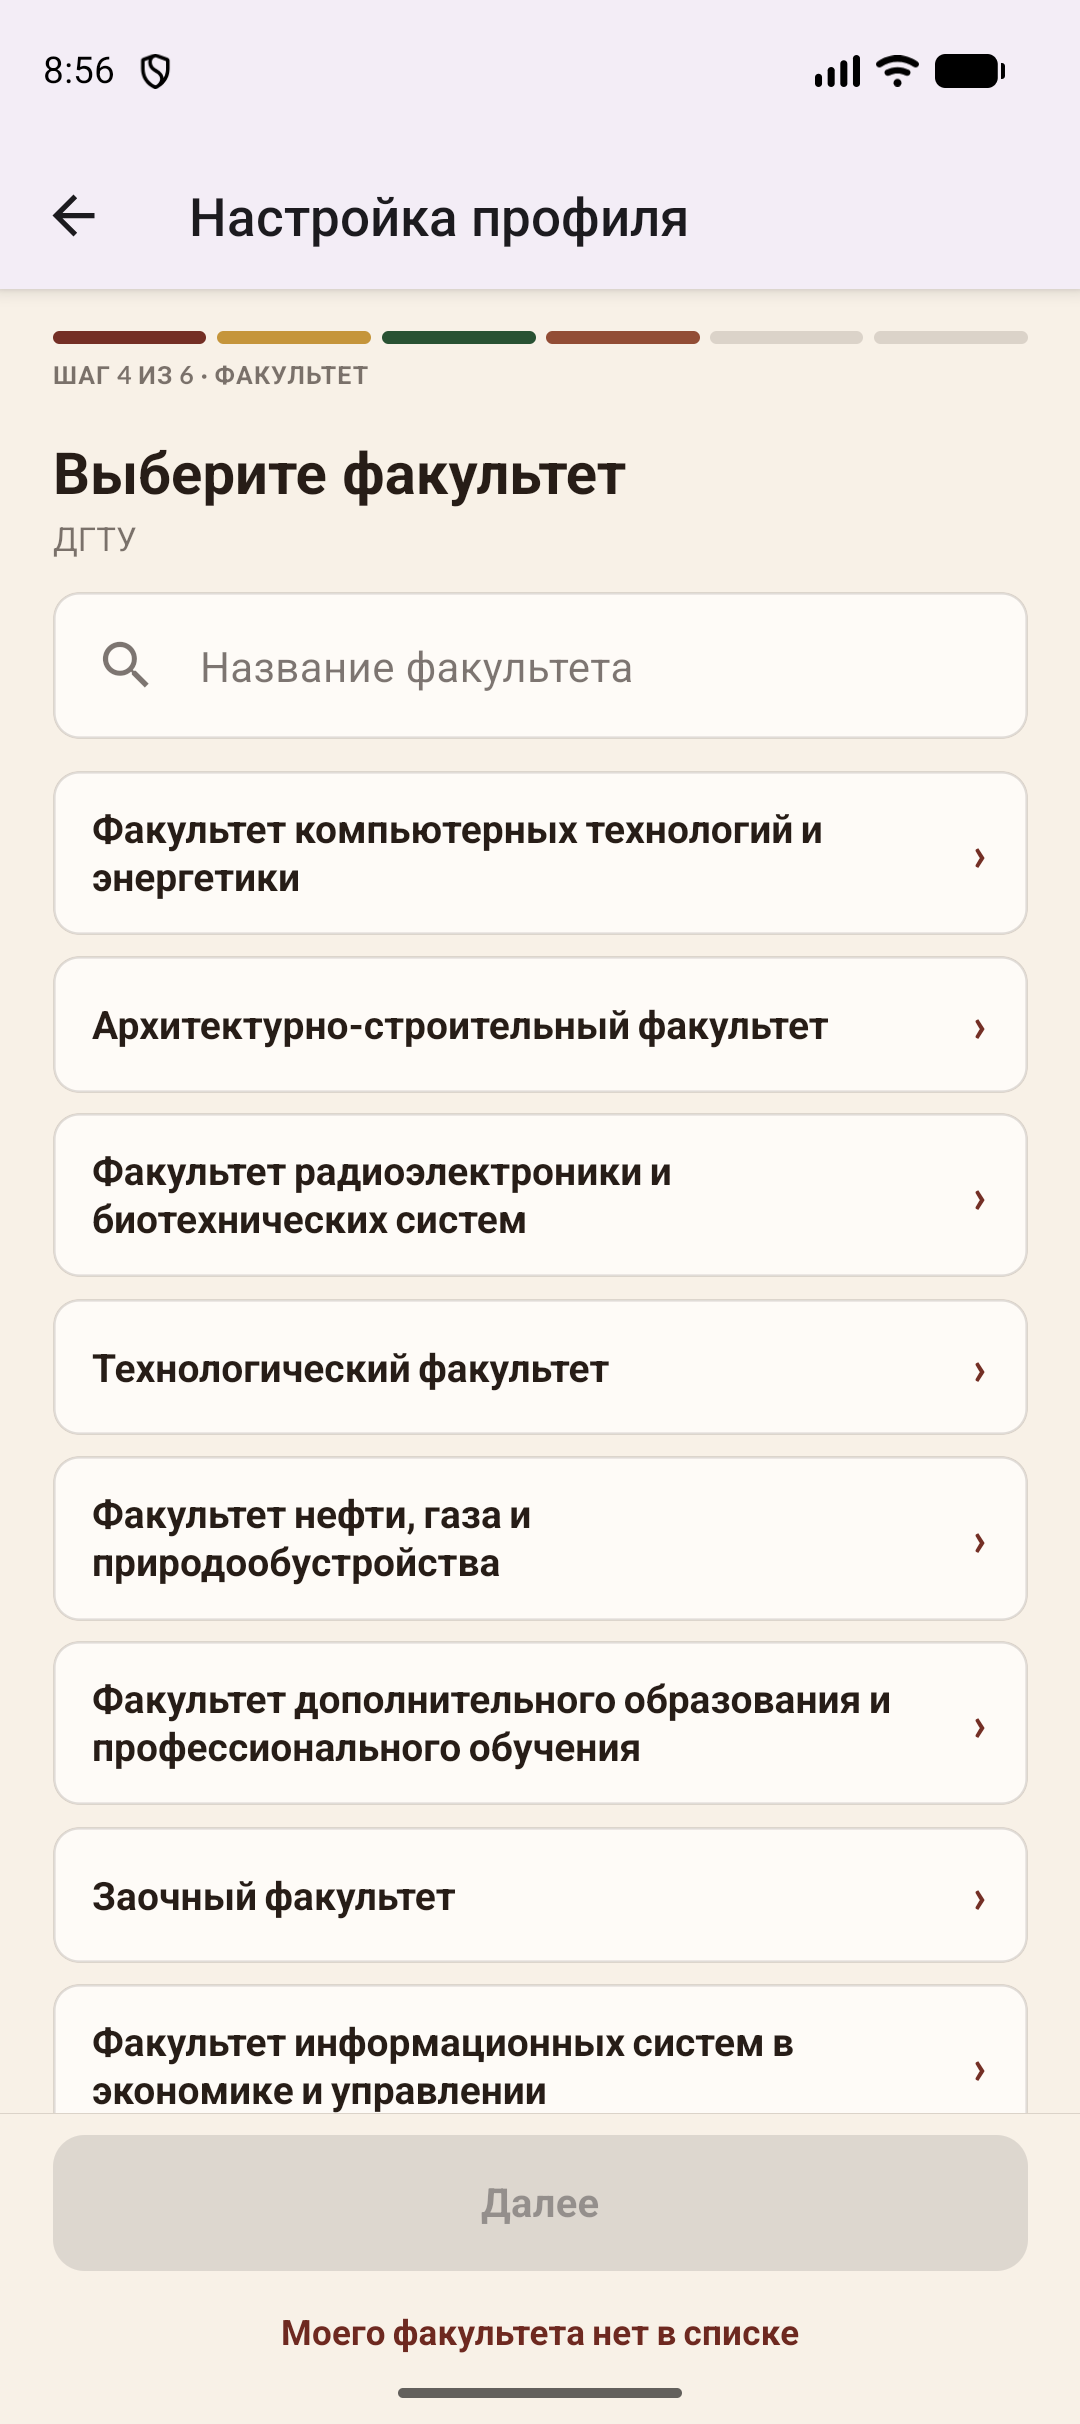 8:56
Настройка профиля
ШАГ 4 ИЗ 6 · ФАКУЛЬТЕТ
Выберите факультет
ДГТУ
Название факультета
Факультет компьютерных технологий и
энергетики
›
Архитектурно-строительный факультет
›
Факультет радиоэлектроники и
биотехнических систем
›
Технологический факультет
›
Факультет нефти, газа и
природообустройства
›
Факультет дополнительного образования и
профессионального обучения
›
Заочный факультет
›
Факультет информационных систем в
экономике и управлении
›
Далее
Моего факультета нет в списке